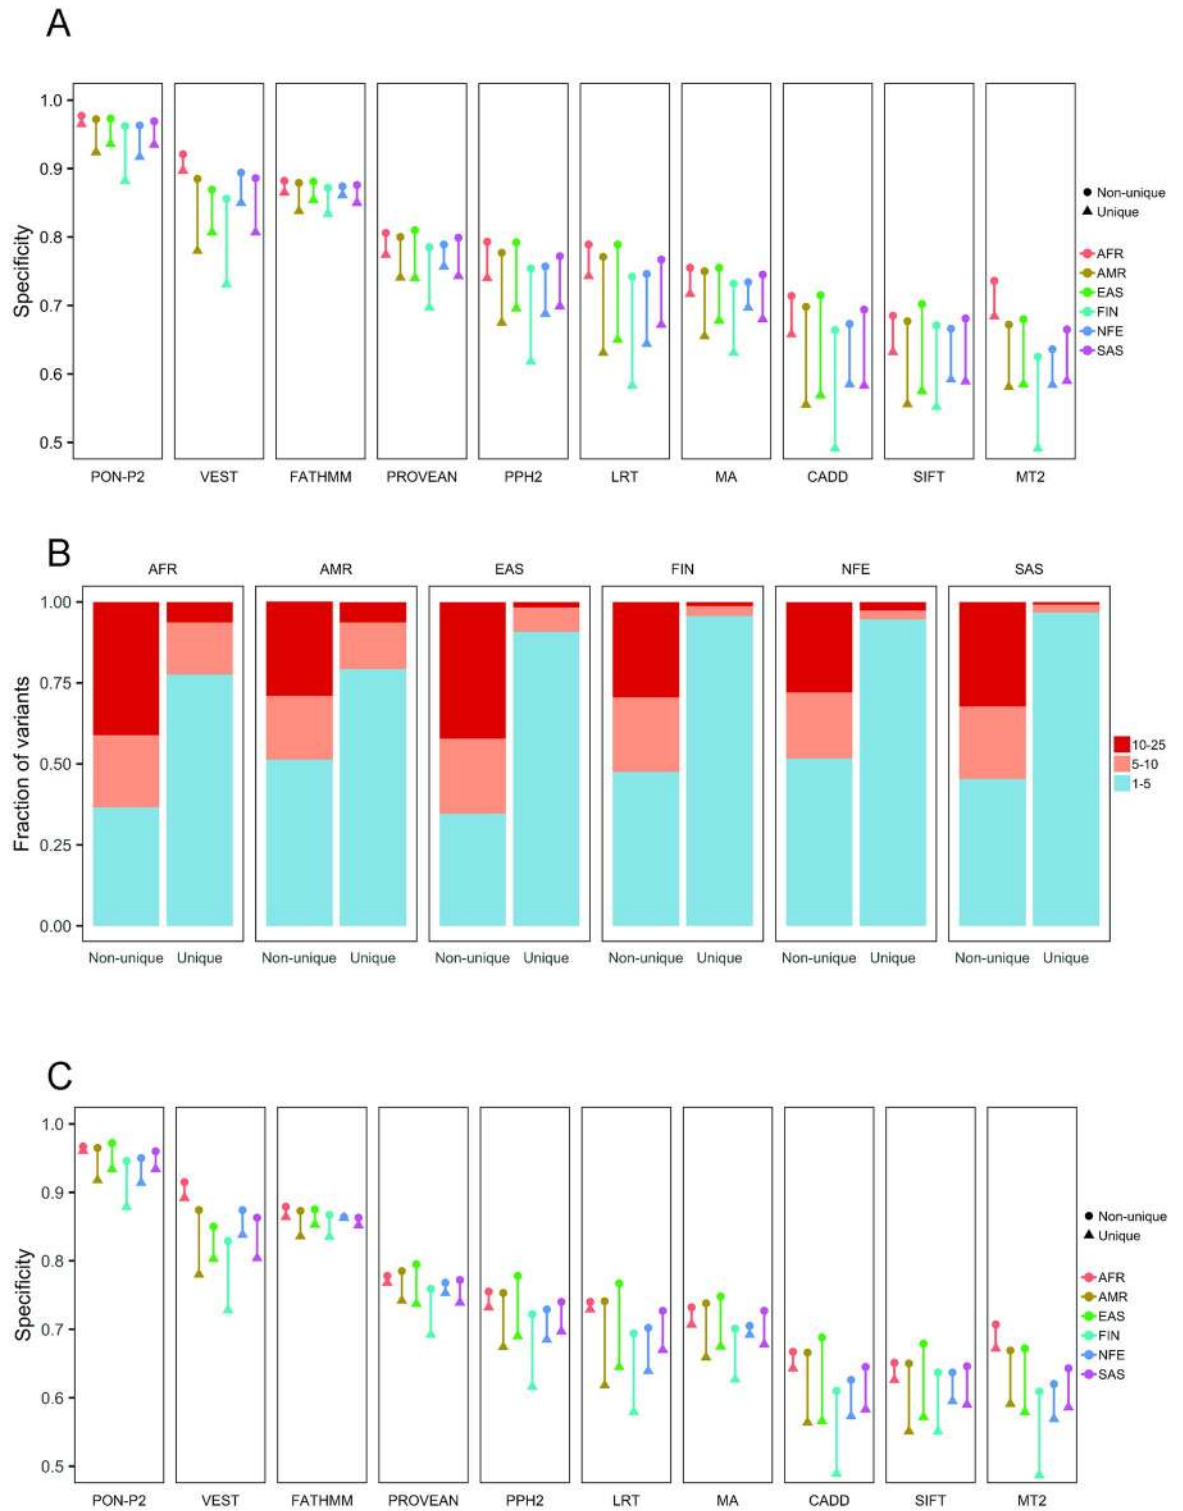 A
1.0
0.9
0.8
0.7
0.6
0.5
Specificity
PON-P2 VEST FATHMM PROVEAN PPH2 LRT MA CADD SIFT MT2
Non-unique
Unique
AFR
AMR
EAS
FIN
NFE
SAS
B
AFR AMR EAS FIN NFE SAS
1.00
0.75
0.50
0.25
0.00
Fraction of variants
Non-unique Unique Non-unique Unique Non-unique Unique Non-unique Unique Non-unique Unique Non-unique Unique
10-25
5-10
1-5
C
1.0
0.9
0.8
0.7
0.6
0.5
Specificity
PON-P2 VEST FATHMM PROVEAN PPH2 LRT MA CADD SIFT MT2
Non-unique
Unique
AFR
AMR
EAS
FIN
NFE
SAS